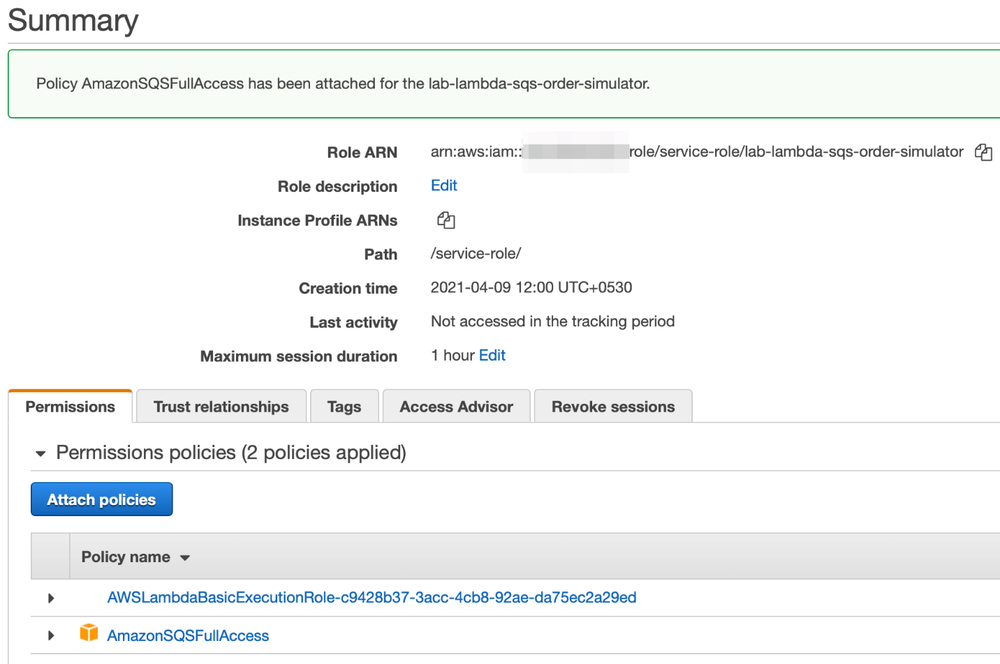 Summary
Policy AmazonSQSFullAccess has been attached for the lab-lambda-sqs-order-simulator.
Role ARN arn:aws:iam:: role/service-role/lab-lambda-sqs-order-simulator
Role description Edit
Instance Profile ARNs
Path /service-role/
Creation time 2021-04-09 12:00 UTC+0530
Last activity Not accessed in the tracking period
Maximum session duration 1 hour Edit
Permissions Trust relationships Tags Access Advisor Revoke sessions
Permissions policies (2 policies applied)
Attach policies
Policy name
AWSLambdaBasicExecutionRole-c9428b37-3acc-4cb8-92ae-da75ec2a29ed
AmazonSQSFullAccess